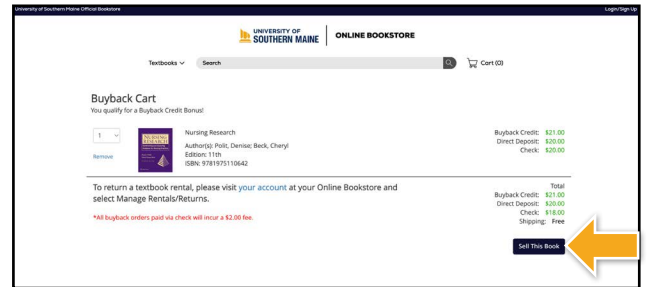 University of Southern Maine Official Bookstore
Login/Sign Up
UNIVERSITY OF
SOUTHERN MAINE
ONLINE BOOKSTORE
Textbooks
Search
Cart (0)
Buyback Cart
You qualify for a Buyback Credit Bonus!
1
Remove
NURSING
RESEARCH
Nursing Research
Author(s): Polit, Denise; Beck, Cheryl
Edition: 11th
ISBN: 9781975110642
Buyback Credit: $21.00
Direct Deposit: $20.00
Check: $20.00
To return a textbook rental, please visit your account at your Online Bookstore and
select Manage Rentals/Returns.
*All buyback orders paid via check will incur a $2.00 fee.
Total
Buyback Credit: $21.00
Direct Deposit: $20.00
Check: $18.00
Shipping: Free
Sell This Book